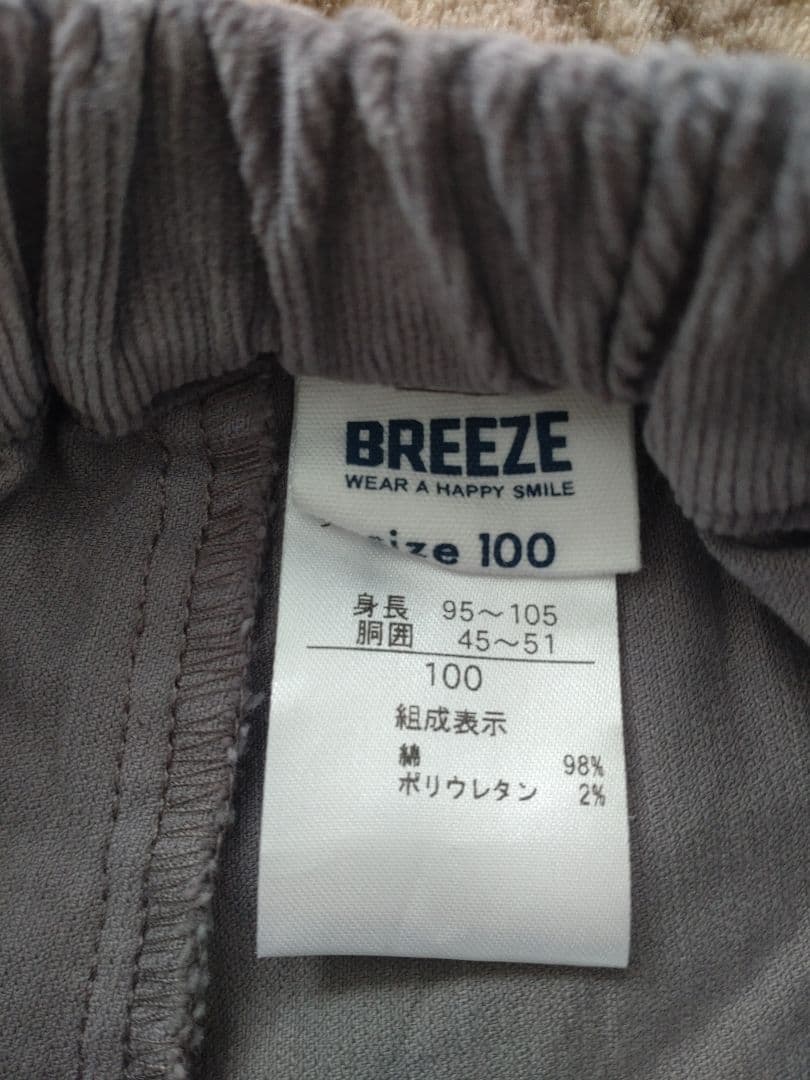 BREEZE
WEAR A HAPPY SMILE
size 100
身長 95～105
胴囲 45～51
100
組成表示
綿 98%
ポリウレタン 2%